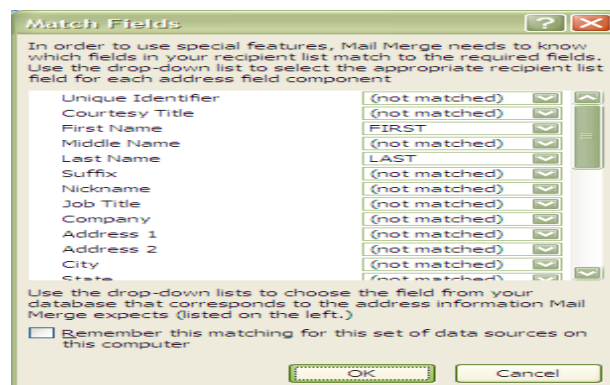 Match Fields
In order to use special features, Mail Merge needs to know
which fields in your recipient list match to the required fields.
Use the drop-down list to select the appropriate recipient list
field for each address field component
Unique Identifier (not matched)
Courtesy Title (not matched)
First Name FIRST
Middle Name (not matched)
Last Name LAST
Suffix (not matched)
Nickname (not matched)
Job Title (not matched)
Company (not matched)
Address 1 (not matched)
Address 2 (not matched)
City (not matched)
State (not matched)
Use the drop-down lists to choose the field from your
database that corresponds to the address information Mail
Merge expects (listed on the left.)
Remember this matching for this set of data sources on
this computer
OK Cancel